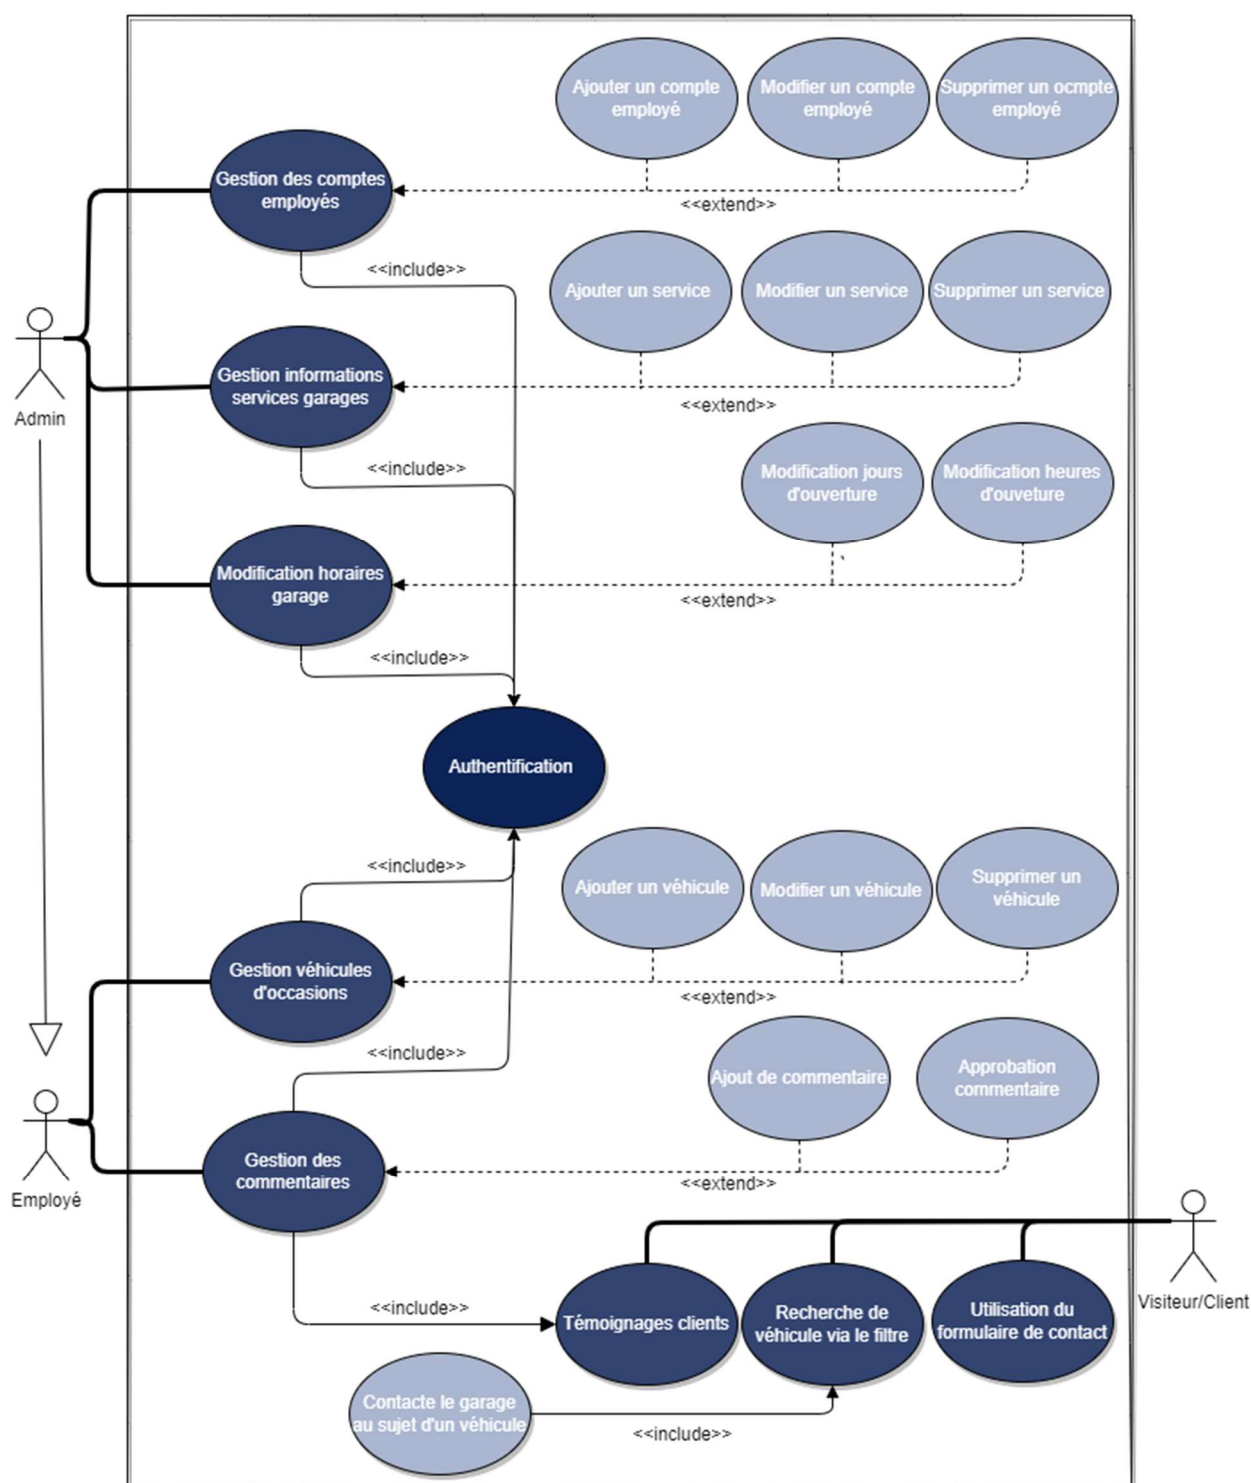 Ajouter un compte
employé
Modifier un compte
employé
Supprimer un ocmpte
employé
Gestion des comptes
employés
<<extend>>
<<include>>
Ajouter un service
Modifier un service
Supprimer un service
Admin
Gestion informations
services garages
<<extend>>
<<include>>
Modification jours
d'ouverture
Modification heures
d'ouveture
Modification horaires
garage
<<extend>>
<<include>>
Authentification
<<include>>
Ajouter un véhicule
Modifier un véhicule
Supprimer un
véhicule
Gestion véhicules
d'occasions
<<extend>>
<<include>>
Ajout de commentaire
Approbation
commentaire
Employé
Gestion des
commentaires
<<extend>>
Visiteur/Client
<<include>>
Témoignages clients
Recherche de
véhicule via le filtre
Utilisation du
formulaire de contact
Contacte le garage
au sujet d'un véhicule
<<include>>